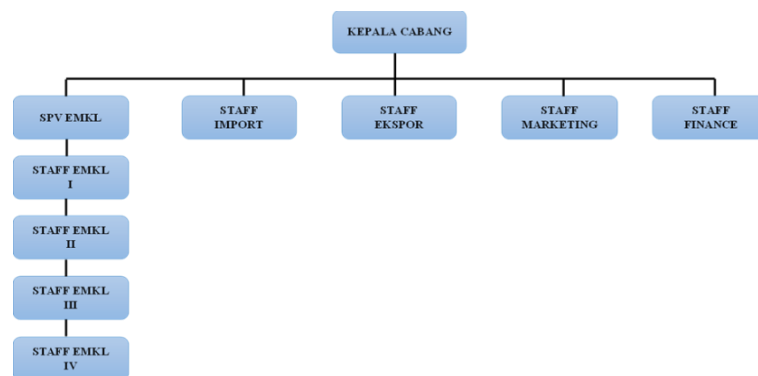 KEPALA CABANG
SPV EMKL
STAFF
IMPORT
STAFF
EKSPOR
STAFF
MARKETING
STAFF
FINANCE
STAFF EMKL
I
STAFF EMKL
II
STAFF EMKL
III
STAFF EMKL
IV